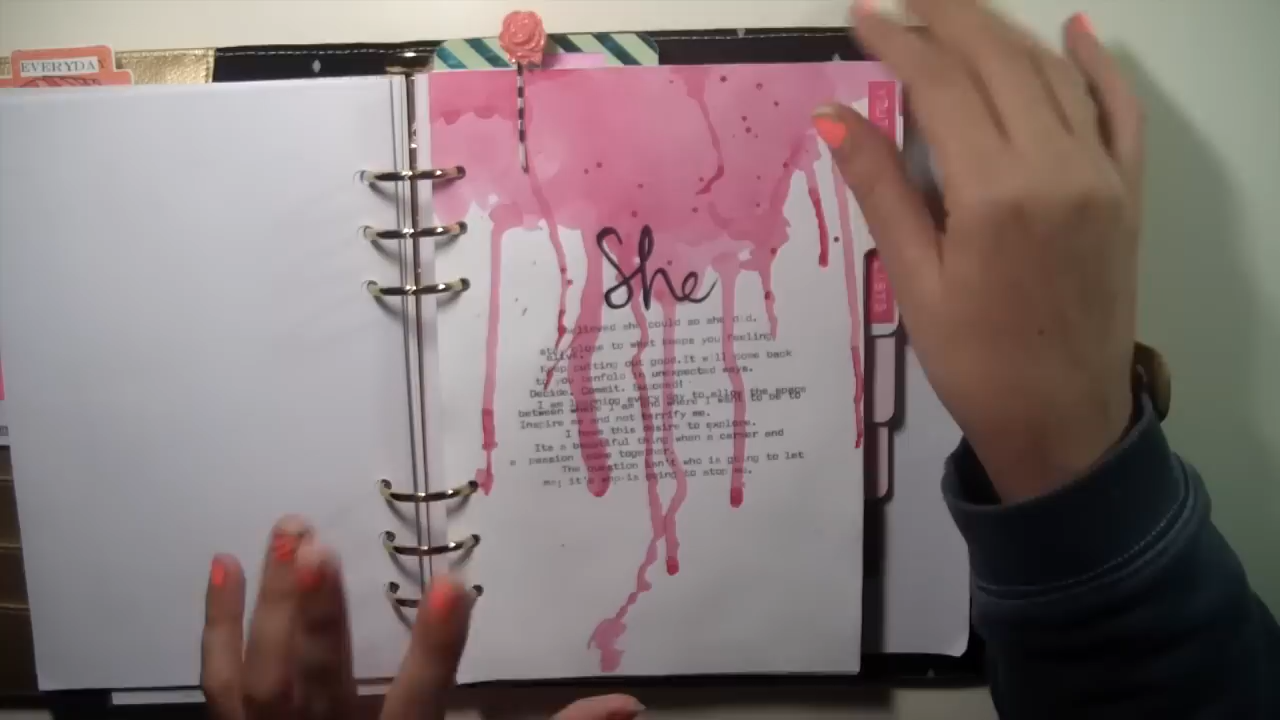 EVERYDAY
She
believed she could so she did.
stay close to what keeps you feeling
alive.
Keep putting out good.It will come back
to you tenfold in unexpected ways.
Decide. Commit. Succeed!
I am learning every day to allow the space
between where I am and where I want to be to
Inspire me and not terrify me.
I have this desire to explore.
Its a beautiful thing when a career and
a passion come together.
The question isn't who is going to let
me; it's who is going to stop me.
LISTS